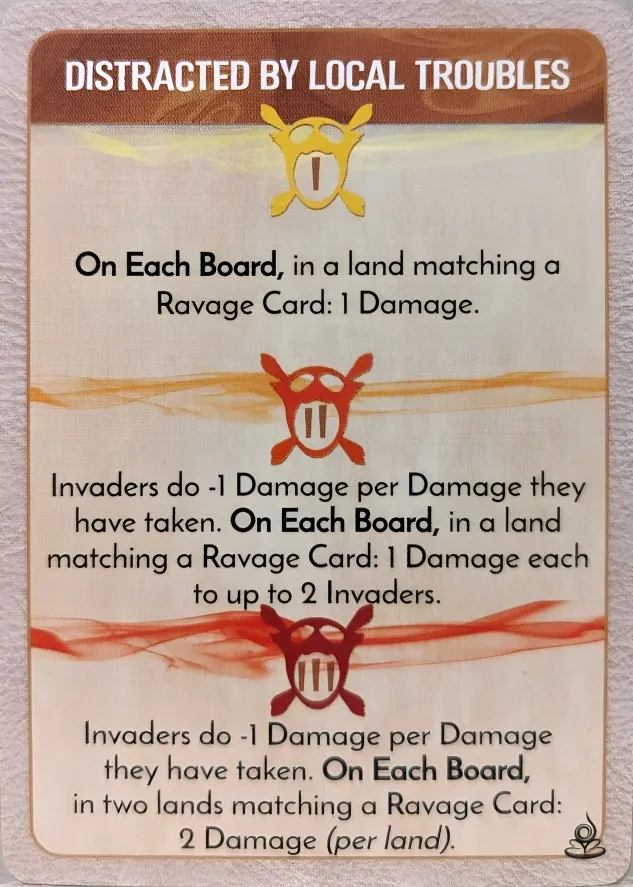 DISTRACTED BY LOCAL TROUBLES
I
On Each Board, in a land matching a
Ravage Card: 1 Damage.
II
Invaders do -1 Damage per Damage they
have taken. On Each Board, in a land
matching a Ravage Card: 1 Damage each
to up to 2 Invaders.
III
Invaders do -1 Damage per Damage
they have taken. On Each Board,
in two lands matching a Ravage Card:
2 Damage (per land).